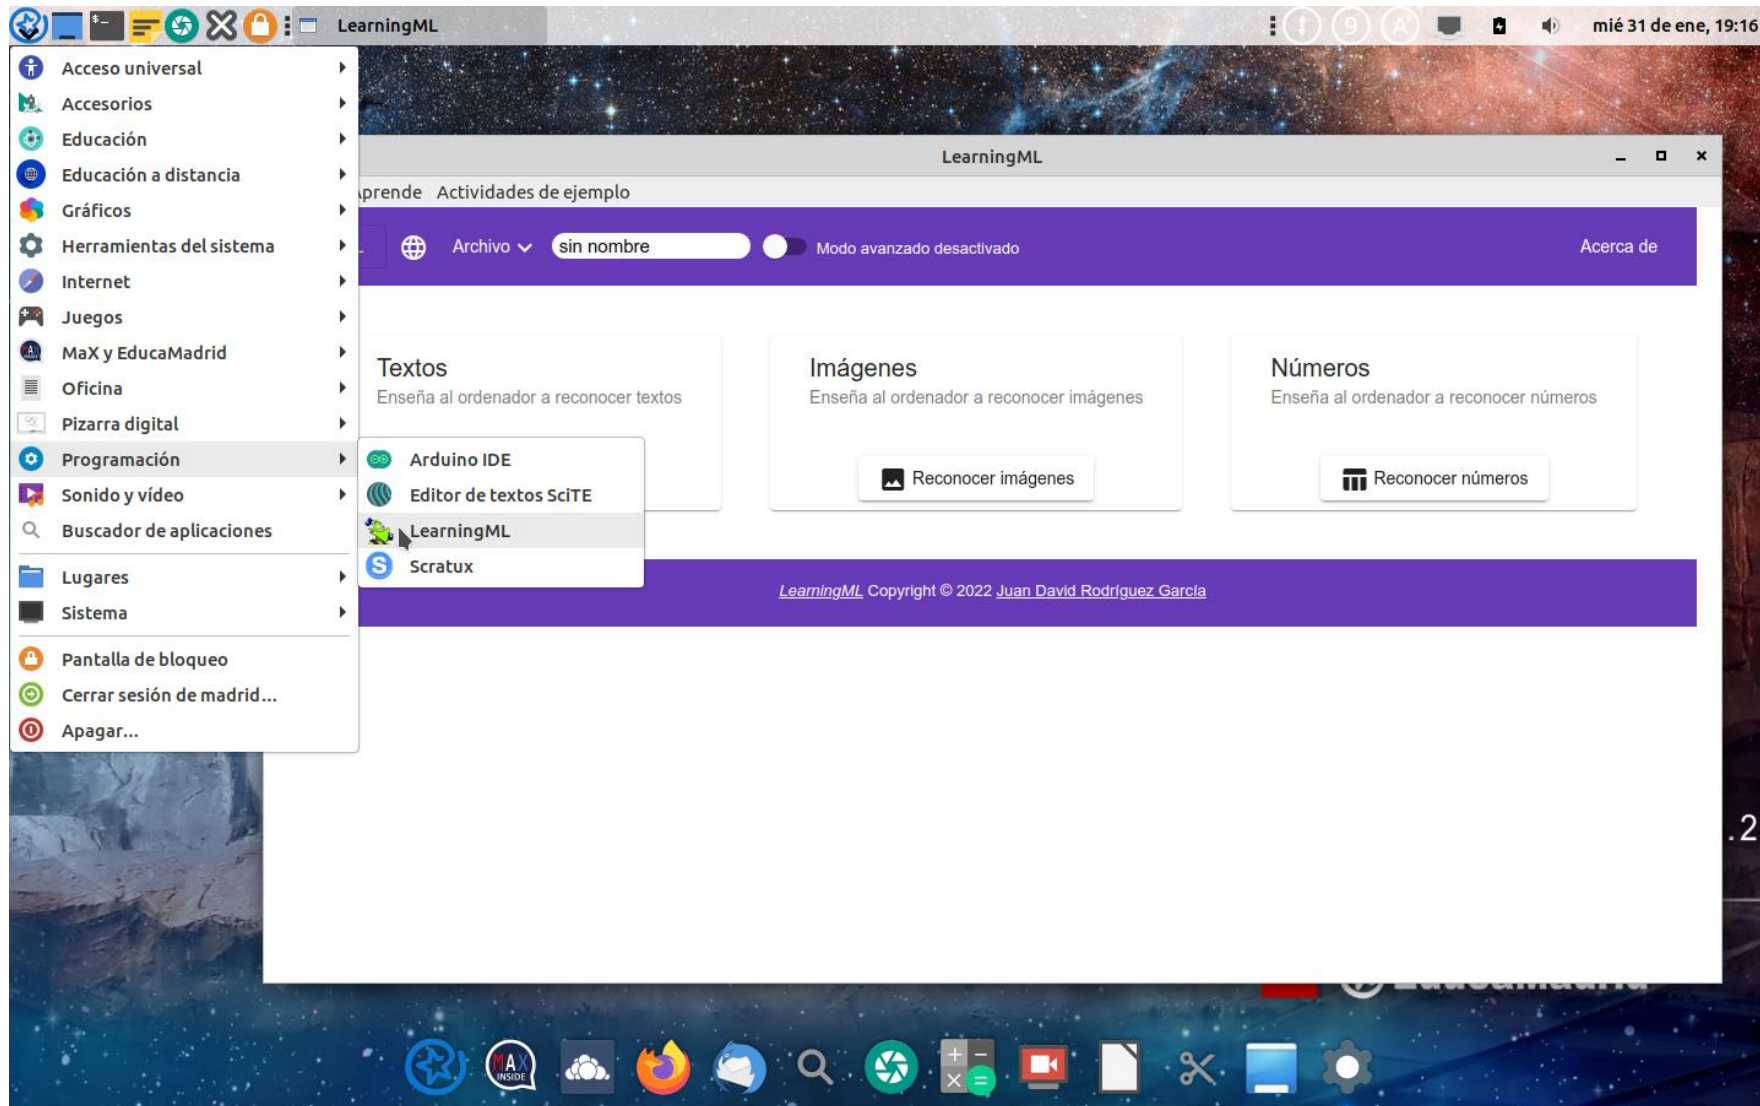 LearningML
mié 31 de ene, 19:16
Acceso universal
Accesorios
Educación
Educación a distancia
Gráficos
Herramientas del sistema
Internet
Juegos
MaX y EducaMadrid
Oficina
Pizarra digital
Programación
Sonido y vídeo
Buscador de aplicaciones
Lugares
Sistema
Pantalla de bloqueo
Cerrar sesión de madrid...
Apagar...
Arduino IDE
Editor de textos SciTE
LearningML
Scratux
LearningML
Aprende Actividades de ejemplo
Archivo sin nombre Modo avanzado desactivado Acerca de
Textos
Enseña al ordenador a reconocer textos
Imágenes
Enseña al ordenador a reconocer imágenes
Reconocer imágenes
Números
Enseña al ordenador a reconocer números
Reconocer números
LearningML Copyright © 2022 Juan David Rodríguez García
.2
MAX
INSIDE